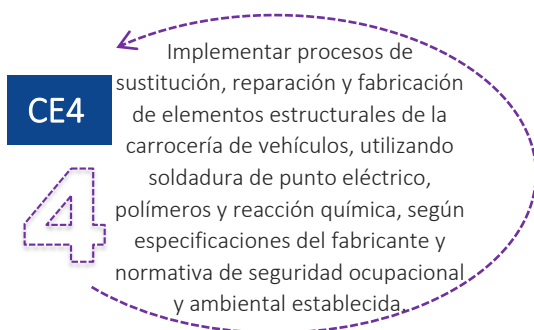 Implementar procesos de
sustitución, reparación y fabricación
CE4
de elementos estructurales de la
carrocería de vehículos, utilizando
soldadura de punto eléctrico,
4
polímeros y reacción química, según
especificaciones del fabricante y
normativa de seguridad ocupacional
y ambiental establecida.